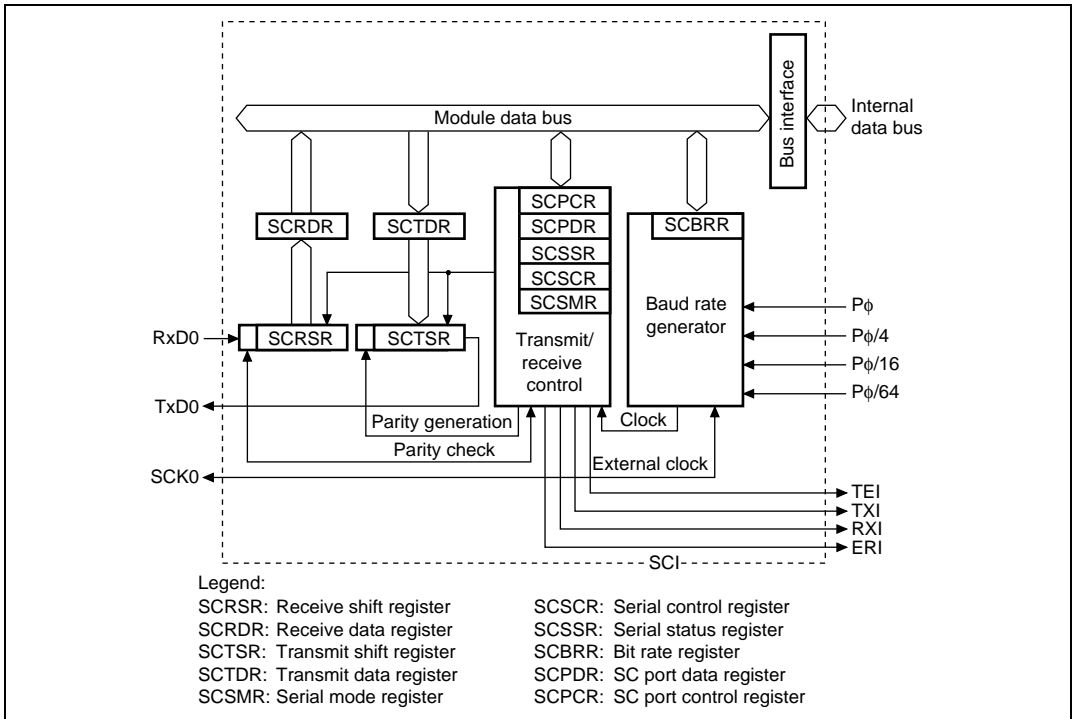 Module data bus
Bus interface
Internal
data bus
SCRDR
SCTDR
SCPCR
SCPDR
SCSSR
SCSCR
SCSMR
Transmit/
receive
control
SCBRR
Baud rate
generator
Pϕ
Pϕ/4
Pϕ/16
Pϕ/64
RxD0
SCRSR
SCTSR
TxD0
Parity generation
Parity check
Clock
External clock
SCK0
TEI
TXI
RXI
ERI
SCI
Legend:
SCRSR: Receive shift register
SCRDR: Receive data register
SCTSR: Transmit shift register
SCTDR: Transmit data register
SCSMR: Serial mode register
SCSCR: Serial control register
SCSSR: Serial status register
SCBRR: Bit rate register
SCPDR: SC port data register
SCPCR: SC port control register